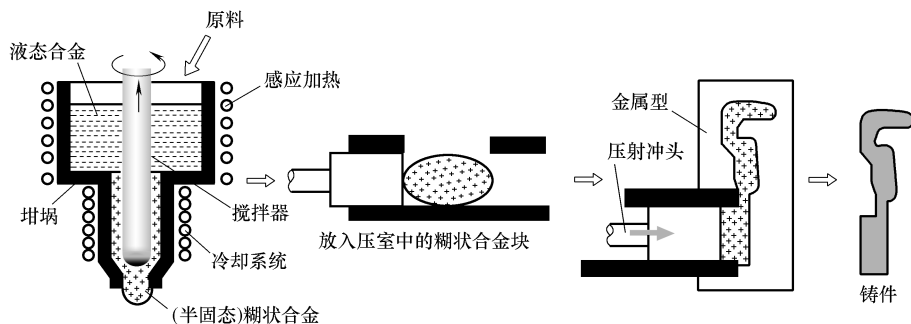 原料
液态合金
感应加热
坩埚
搅拌器
冷却系统
(半固态)糊状合金
放入压室中的糊状合金块
金属型
压射冲头
铸件